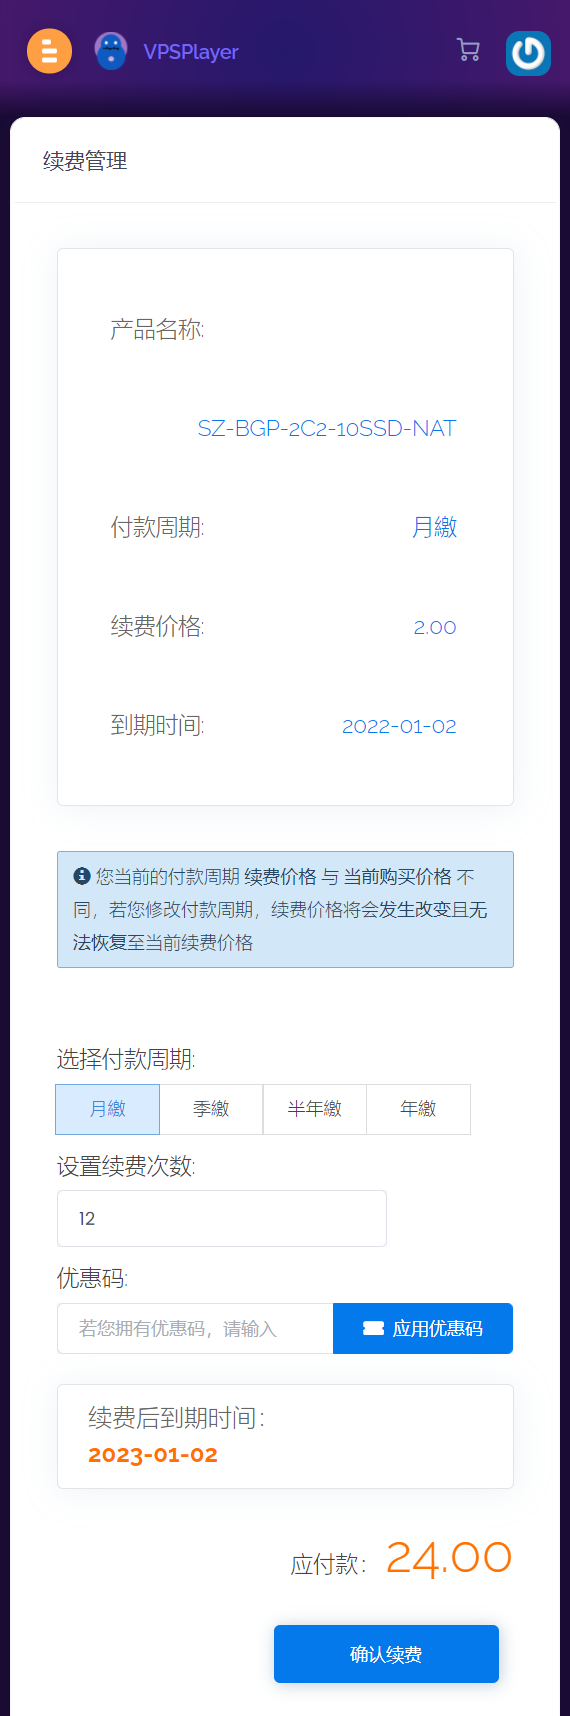 VPSPlayer
续费管理
产品名称:
SZ-BGP-2C2-10SSD-NAT
付款周期: 月繳
续费价格: 2.00
到期时间: 2022-01-02
您当前的付款周期 续费价格 与 当前购买价格 不
同，若您修改付款周期，续费价格将会发生改变且无
法恢复至当前续费价格
选择付款周期:
月繳 季繳 半年繳 年繳
设置续费次数:
12
优惠码:
若您拥有优惠码，请输入 应用优惠码
续费后到期时间：
2023-01-02
应付款： 24.00
确认续费